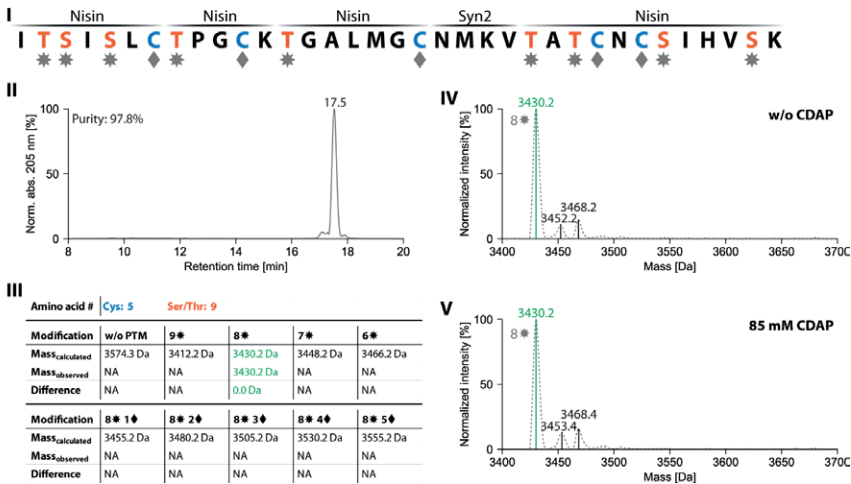 Nisin Nisin Nisin Syn2 Nisin
I
I T S I S L C T P G C K T G A L M G C N M K V T A T C N C S I H V S K
II
Purity: 97.8%
17.5
100
50
0
Norm. abs. 205 nm [%]
8 10 12 14 16 18 20
Retention time [min]
III
Amino acid # Cys: 5 Ser/Thr: 9
Modification w/o PTM 9✷ 8✷ 7✷ 6✷
Masscalculated 3574.3 Da 3412.2 Da 3430.2 Da 3448.2 Da 3466.2 Da
Massobserved NA NA 3430.2 Da NA NA
Difference NA NA 0.0 Da NA NA
Modification 8✷ 1♦ 8✷ 2♦ 8✷ 3♦ 8✷ 4♦ 8✷ 5♦
Masscalculated 3455.2 Da 3480.2 Da 3505.2 Da 3530.2 Da 3555.2 Da
Massobserved NA NA NA NA NA
Difference NA NA NA NA NA
IV
3430.2
8✷
w/o CDAP
3452.2
3468.2
100
50
0
Normalized intensity [%]
3400 3450 3500 3550 3600 3650 3700
Mass [Da]
V
3430.2
8✷
85 mM CDAP
3453.4
3468.4
100
50
0
Normalized intensity [%]
3400 3450 3500 3550 3600 3650 3700
Mass [Da]